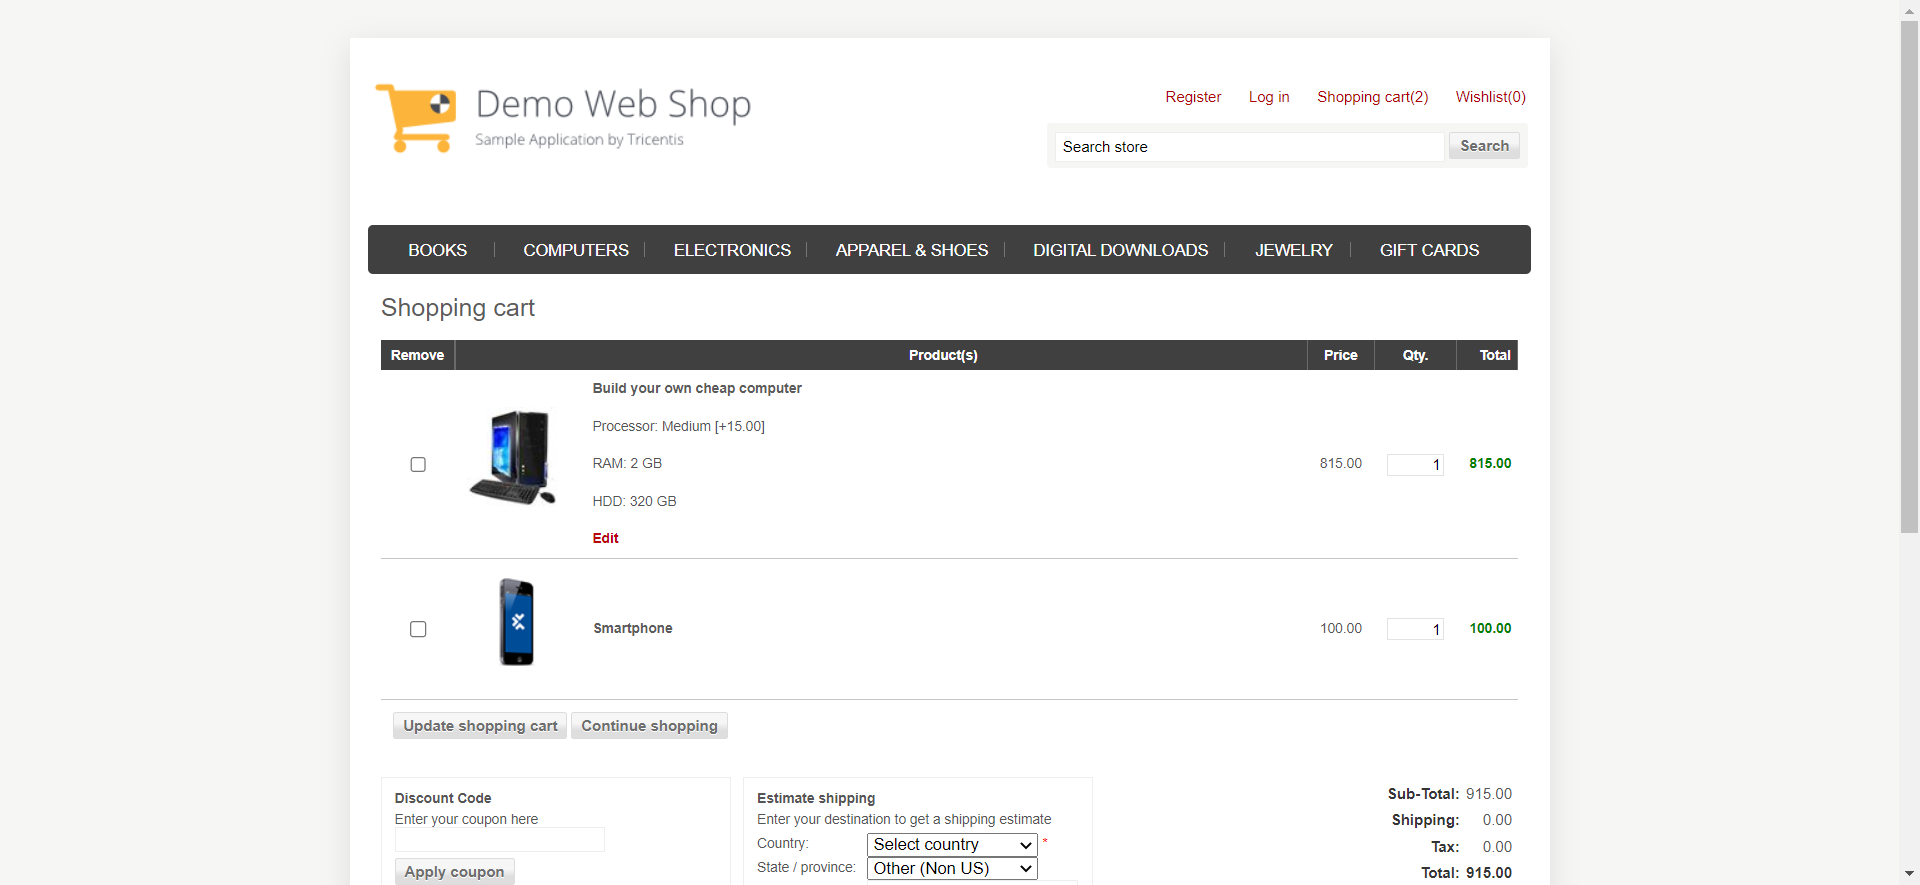 Demo Web Shop
Sample Application by Tricentis
Register Log in Shopping cart(2) Wishlist(0)
Search store Search
BOOKS COMPUTERS ELECTRONICS APPAREL & SHOES DIGITAL DOWNLOADS JEWELRY GIFT CARDS
Shopping cart
Remove Product(s) Price Qty. Total
Build your own cheap computer
Processor: Medium [+15.00]
RAM: 2 GB
815.00 1 815.00
HDD: 320 GB
Edit
Smartphone 100.00 1 100.00
Update shopping cart Continue shopping
Discount Code
Enter your coupon here
Apply coupon
Estimate shipping
Enter your destination to get a shipping estimate
Country: Select country *
State / province: Other (Non US)
Sub-Total: 915.00
Shipping: 0.00
Tax: 0.00
Total: 915.00